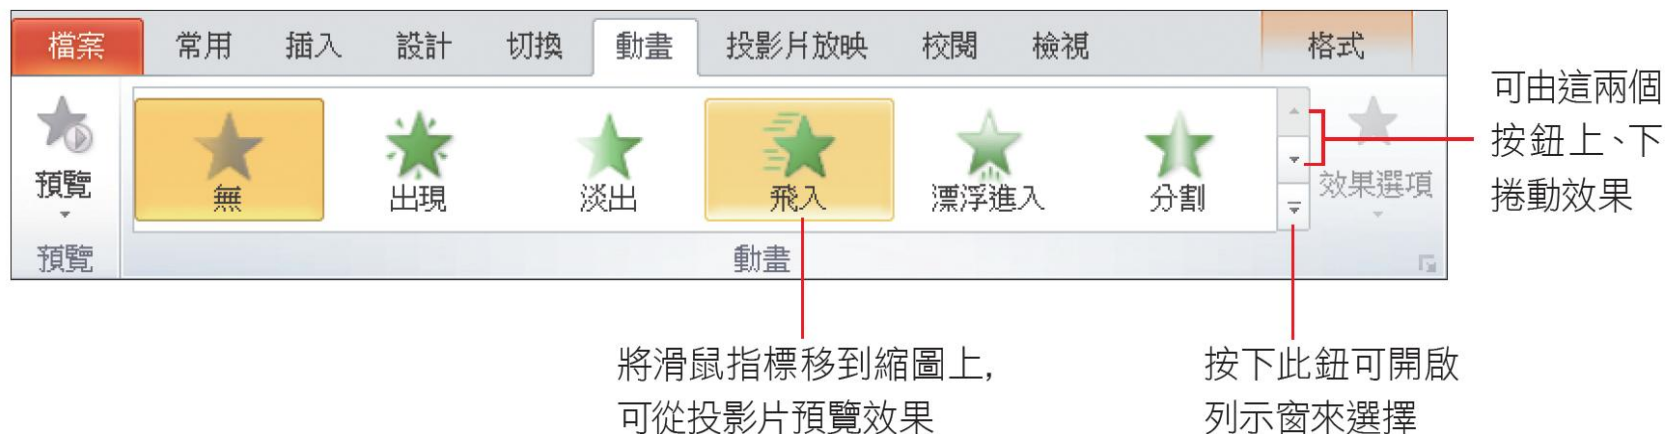 檔案 常用 插入 設計 切換 動畫 投影片放映 校閱 檢視 格式
預覽 無 出現 淡出 飛入 漂浮進入 分割 效果選項
預覽 動畫
可由這兩個
按鈕上、下
捲動效果
將滑鼠指標移到縮圖上,
可從投影片預覽效果
按下此鈕可開啟
列示窗來選擇